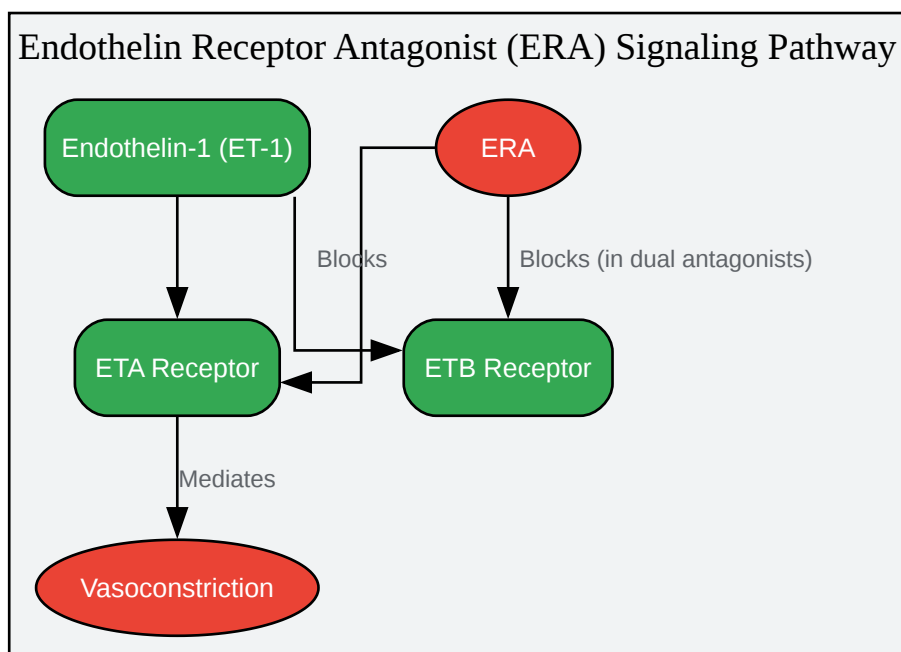 Endothelin Receptor Antagonist (ERA) Signaling Pathway
Endothelin-1 (ET-1)
ERA
Blocks
Blocks (in dual antagonists)
ETA Receptor
ETB Receptor
Mediates
Vasoconstriction